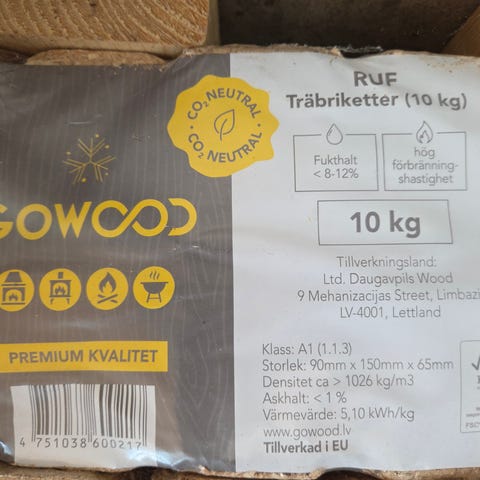 GOWOOD
PREMIUM KVALITET
4 751038 600217
CO₂ NEUTRAL
CO₂ NEUTRAL
RUF
Träbriketter (10 kg)
Fukthalt
< 8-12%
hög
förbränning-
shastighet
10 kg
Tillverkningsland:
Ltd. Daugavpils Wood
9 Mehanizacijas Street, Limbazi
LV-4001, Lettland
Klass: A1 (1.1.3)
Storlek: 90mm x 150mm x 65mm
Densitet ca > 1026 kg/m3
Askhalt: < 1 %
Värmevärde: 5,10 kWh/kg
www.gowood.lv
Tillverkad i EU